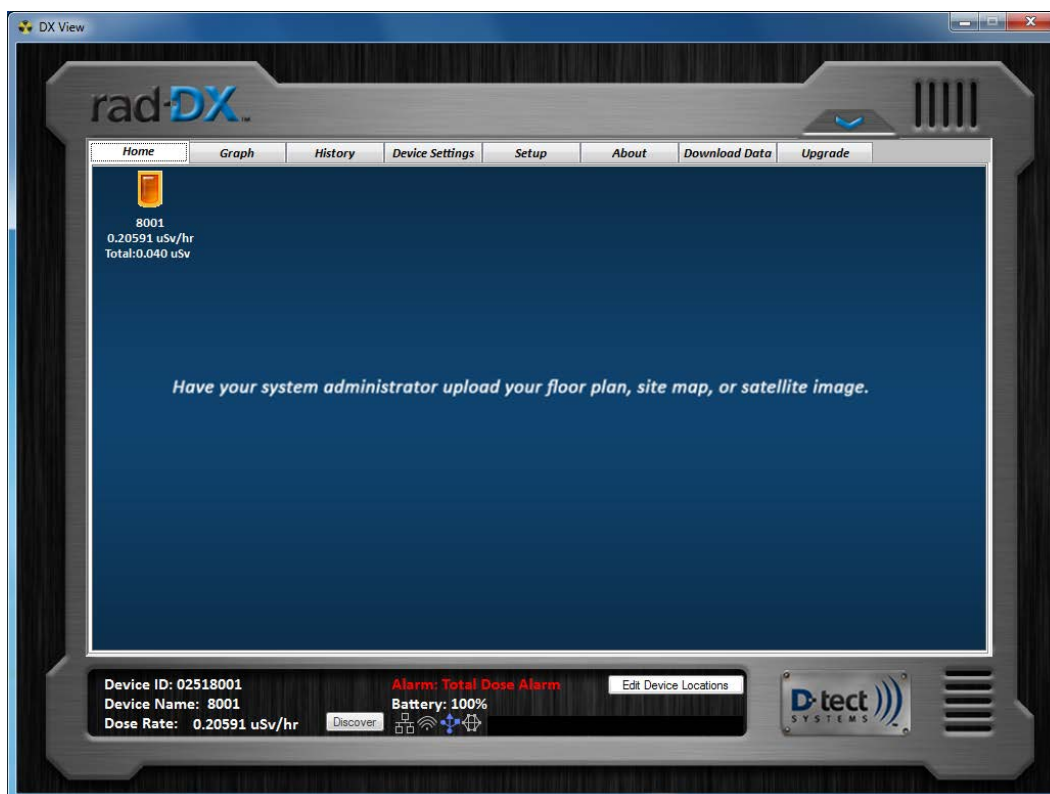 DX View
rad-DX™
Home Graph History Device Settings Setup About Download Data Upgrade
8001
0.20591 uSv/hr
Total:0.040 uSv
Have your system administrator upload your floor plan, site map, or satellite image.
Device ID: 02518001 Alarm: Total Dose Alarm Edit Device Locations
Device Name: 8001 Battery: 100%
Dose Rate: 0.20591 uSv/hr Discover
D-tect
SYSTEMS